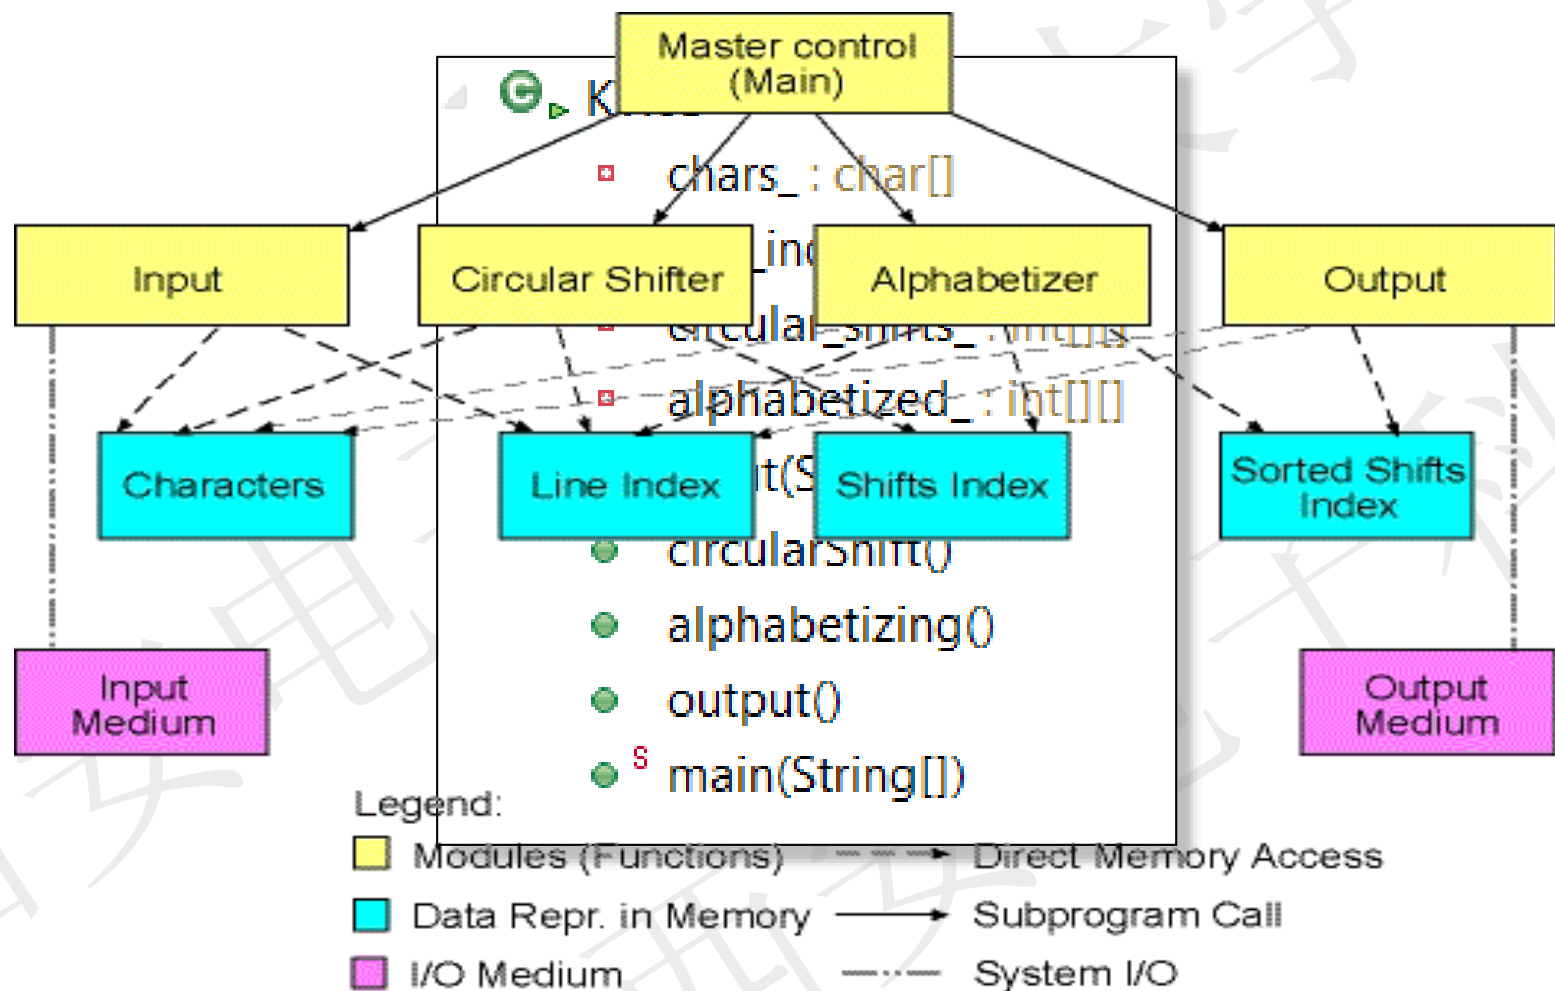 Master control
(Main)
chars_ : char[]
Input
Circular Shifter
Alphabetizer
Output
circular_shifts_ : int[][]
alphabetized_ : int[][]
Characters
Line Index
Shifts Index
Sorted Shifts
Index
circularShift()
alphabetizing()
Input
Medium
output()
Output
Medium
S
main(String[])
Legend:
Modules (Functions)
Direct Memory Access
Data Repr. in Memory
Subprogram Call
I/O Medium
System I/O